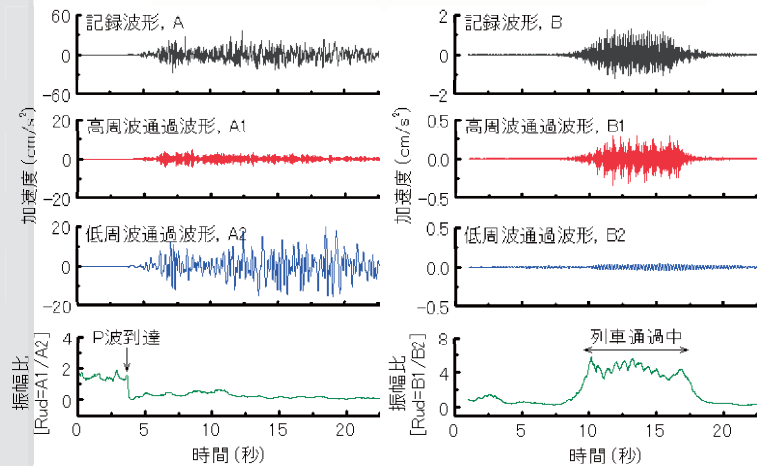 記録波形, A
60
0
−60
高周波通過波形, A1
20
0
−20
低周波通過波形, A2
20
0
−20
加速度 (cm/s²)
P波到達
4
2
0
振幅比
[Rud=A1/A2]
0 5 10 15 20
時間 (秒)
記録波形, B
2
0
−2
高周波通過波形, B1
0.5
0.0
−0.5
低周波通過波形, B2
0.5
0.0
−0.5
加速度 (cm/s²)
列車通過中
8
4
0
振幅比
[Rud=B1/B2]
0 5 10 15 20
時間 (秒)